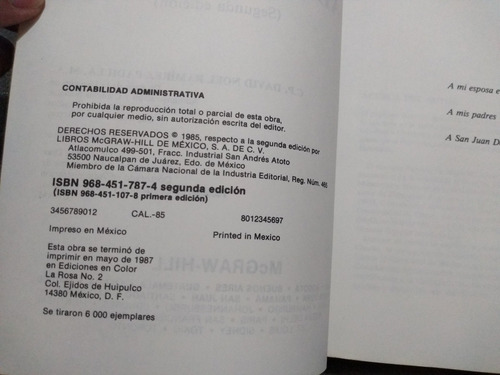 CONTABILIDAD ADMINISTRATIVA
Prohibida la reproducción total o parcial de esta obra,
por cualquier medio, sin autorización escrita del editor.
DERECHOS RESERVADOS © 1985, respecto a la segunda edición por
LIBROS McGRAW-HILL DE MÉXICO, S. A. DE C. V.
Atlacomulco 499-501, Fracc. Industrial San Andrés Atoto
53500 Naucalpan de Juárez, Edo. de México
Miembro de la Cámara Nacional de la Industria Editorial, Reg. Núm. 465
ISBN 968-451-787-4 segunda edición
(ISBN 968-451-107-8 primera edición)
3456789012 CAL.-85 8012345697
Impreso en México Printed in Mexico
Esta obra se terminó de
imprimir en mayo de 1987
en Ediciones en Color
La Rosa No. 2
Col. Ejidos de Huipulco
14380 México, D. F.
Se tiraron 6 000 ejemplares
A mi esposa e
A mis padres
A San Juan D